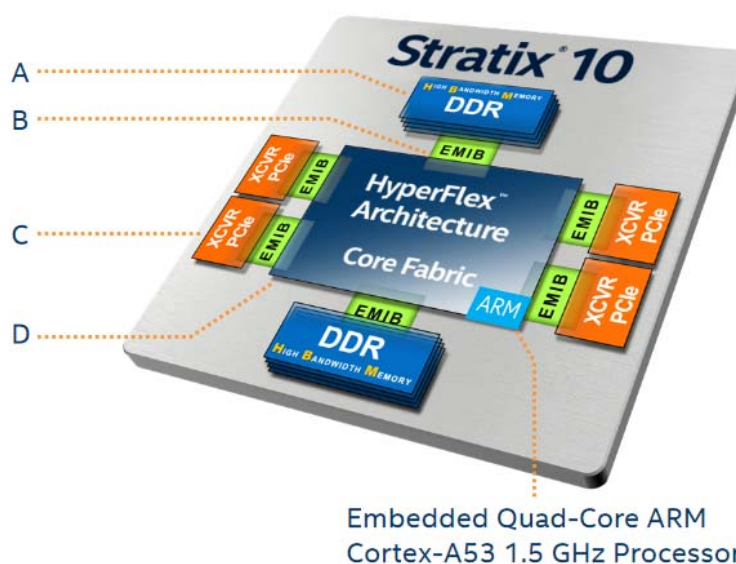 Stratix® 10
A
HIGH BANDWIDTH MEMORY
DDR
B
EMIB
XCVR
PCIe
EMIB
HyperFlex™
Architecture
EMIB
XCVR
PCIe
C
XCVR
PCIe
EMIB
Core Fabric
ARM
EMIB
XCVR
PCIe
D
EMIB
DDR
HIGH BANDWIDTH MEMORY
Embedded Quad-Core ARM
Cortex-A53 1.5 GHz Processor